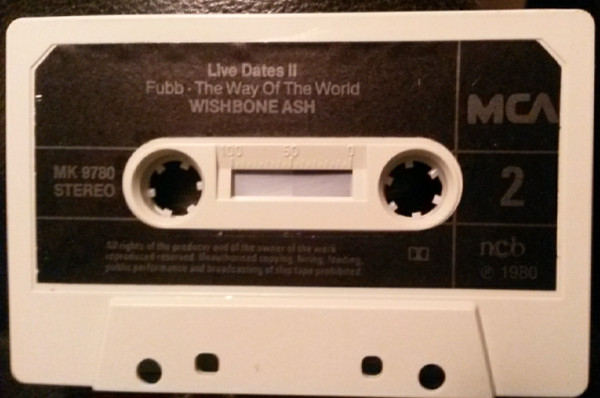 Live Dates II
Fubb - The Way Of The World
WISHBONE ASH
MCA
100 50 0
MK 9780
STEREO
2
All rights of the producer and of the owner of the work
reproduced reserved. Unauthorised copying, hiring, lending,
public performance and broadcasting of this tape prohibited.
ncb
℗ 1980